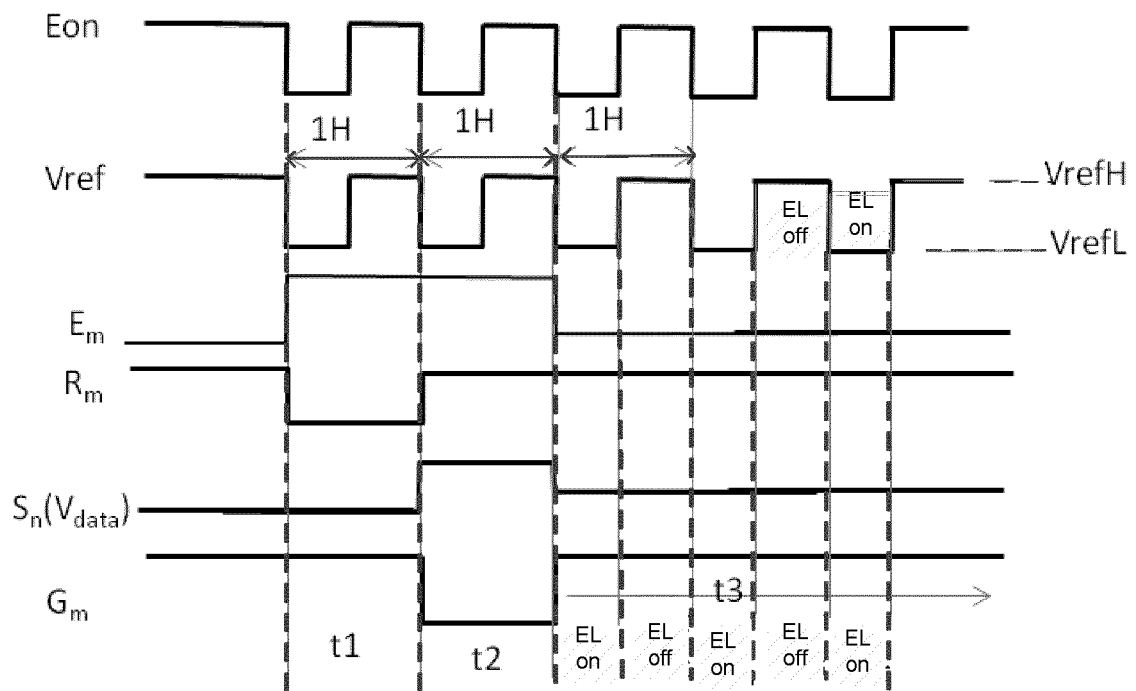 Eon
1H 1H 1H
Vref
VrefH
EL off
EL on
VrefL
Em
Rm
Sn(Vdata)
Gm
t3
t1 t2
EL on
EL off
EL on
EL off
EL on